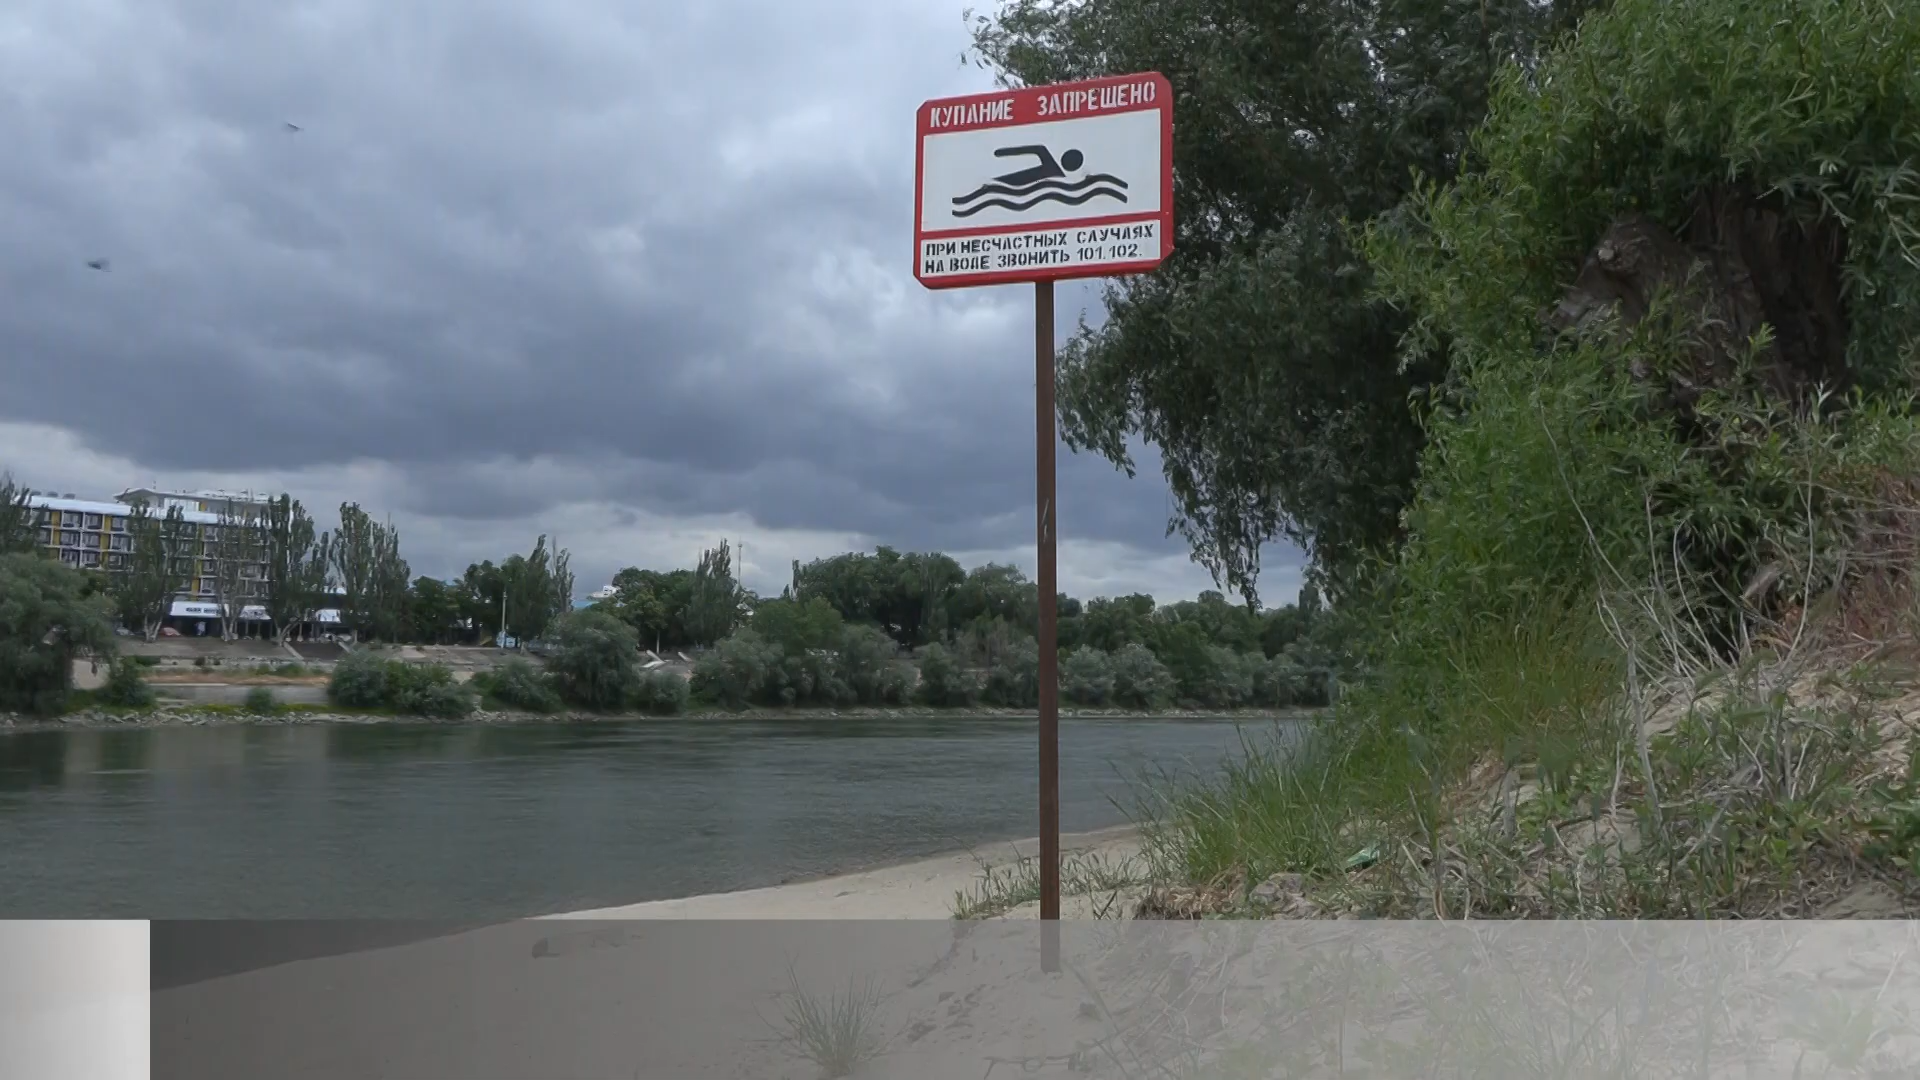 КУПАНИЕ ЗАПРЕЩЕНО
ПРИ НЕСЧАСТНЫХ СЛУЧАЯХ
НА ВОДЕ ЗВОНИТЬ 101,102.